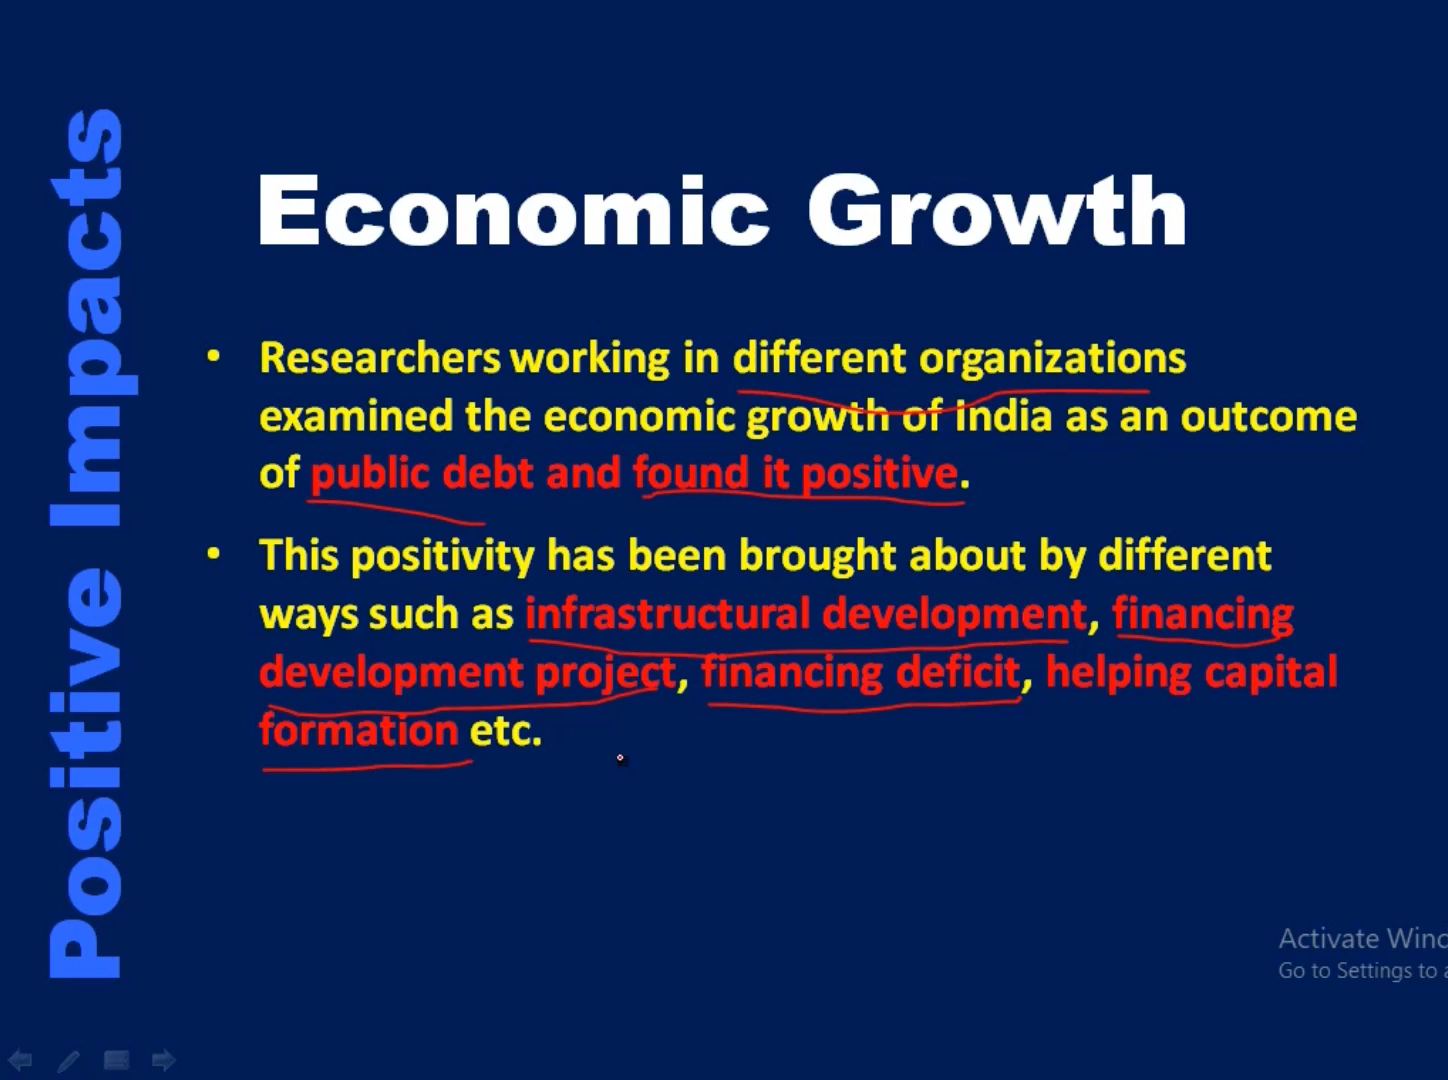 Positive Impacts
Economic Growth
• Researchers working in different organizations
examined the economic growth of India as an outcome
of public debt and found it positive.
• This positivity has been brought about by different
ways such as infrastructural development, financing
development project, financing deficit, helping capital
formation etc.
Activate
Go to Settings to